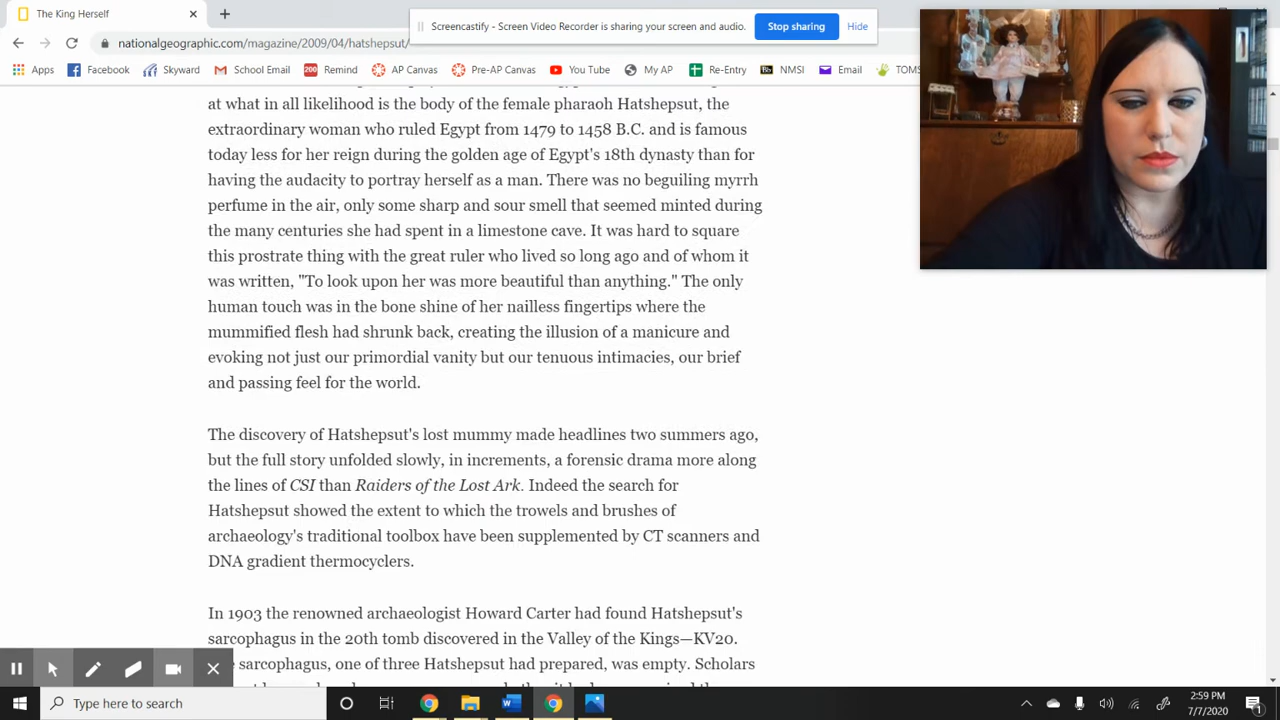 The King Herself
Screencastify - Screen Video Recorder is sharing your screen and audio.
Stop sharing
Hide
nationalgeographic.com/magazine/2009/04/hatshepsut/
Apps
Facebook
Skyward
School Email
Remind
AP Canvas
Pre-AP Canvas
You Tube
My AP
Re-Entry
NMSI
Email
TOMS
at what in all likelihood is the body of the female pharaoh Hatshepsut, the
extraordinary woman who ruled Egypt from 1479 to 1458 B.C. and is famous
today less for her reign during the golden age of Egypt's 18th dynasty than for
having the audacity to portray herself as a man. There was no beguiling myrrh
perfume in the air, only some sharp and sour smell that seemed minted during
the many centuries she had spent in a limestone cave. It was hard to square
this prostrate thing with the great ruler who lived so long ago and of whom it
was written, "To look upon her was more beautiful than anything." The only
human touch was in the bone shine of her nailless fingertips where the
mummified flesh had shrunk back, creating the illusion of a manicure and
evoking not just our primordial vanity but our tenuous intimacies, our brief
and passing feel for the world.
The discovery of Hatshepsut's lost mummy made headlines two summers ago,
but the full story unfolded slowly, in increments, a forensic drama more along
the lines of CSI than Raiders of the Lost Ark. Indeed the search for
Hatshepsut showed the extent to which the trowels and brushes of
archaeology's traditional toolbox have been supplemented by CT scanners and
DNA gradient thermocyclers.
In 1903 the renowned archaeologist Howard Carter had found Hatshepsut's
sarcophagus in the 20th tomb discovered in the Valley of the Kings—KV20.
sarcophagus, one of three Hatshepsut had prepared, was empty. Scholars
Type here to search
2:59 PM
7/7/2020